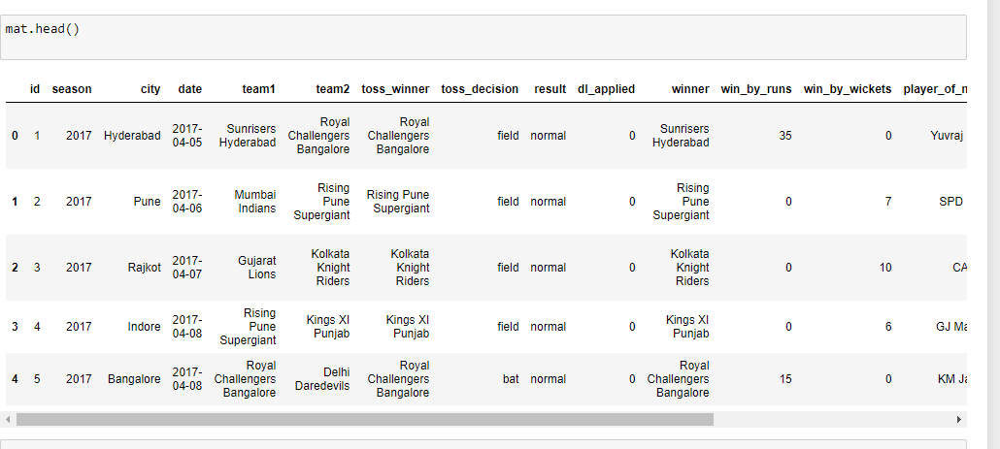 mat.head()
id season city date team1 team2 toss_winner toss_decision result dl_applied winner win_by_runs win_by_wickets
0 1 2017 Hyderabad 2017-04-05 Sunrisers Hyderabad Royal Challengers Bangalore Royal Challengers Bangalore field normal 0 Sunrisers Hyderabad 35 0 Yuvraj
1 2 2017 Pune 2017-04-06 Mumbai Indians Rising Pune Supergiant Rising Pune Supergiant field normal 0 Rising Pune Supergiant 0 7 SPD
2 3 2017 Rajkot 2017-04-07 Gujarat Lions Kolkata Knight Riders Kolkata Knight Riders field normal 0 Kolkata Knight Riders 0 10 CA
3 4 2017 Indore 2017-04-08 Rising Pune Supergiant Kings XI Punjab Kings XI Punjab field normal 0 Kings XI Punjab 0 6 GJ
4 5 2017 Bangalore 2017-04-08 Royal Challengers Bangalore Delhi Daredevils Royal Challengers Bangalore bat normal 0 Royal Challengers Bangalore 15 0 KM